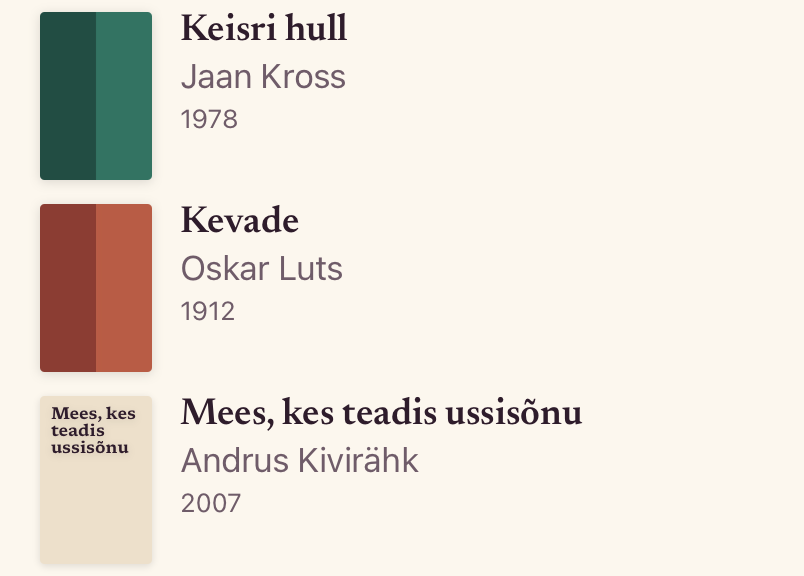 Keisri hull
Jaan Kross
1978
Kevade
Oskar Luts
1912
Mees, kes
teadis
ussisõnu
Mees, kes teadis ussisõnu
Andrus Kivirähk
2007